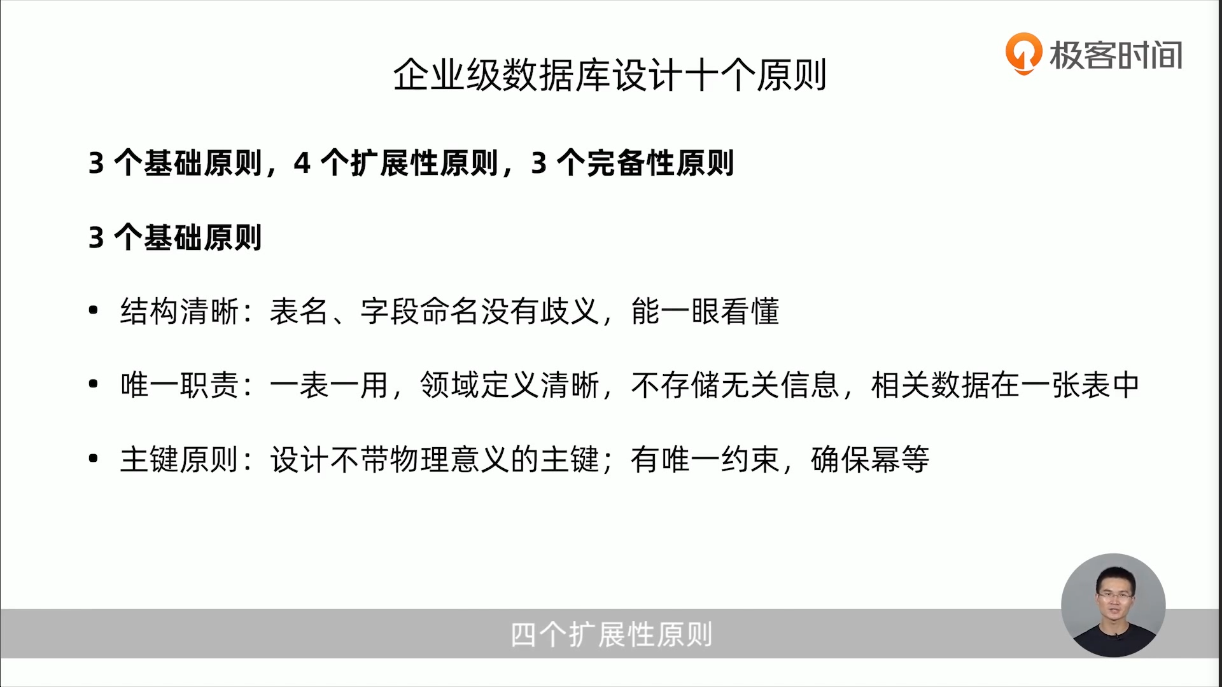 极客时间
企业级数据库设计十个原则
3 个基础原则，4 个扩展性原则，3 个完备性原则
3 个基础原则
• 结构清晰：表名、字段命名没有歧义，能一眼看懂
• 唯一职责：一表一用，领域定义清晰，不存储无关信息，相关数据在一张表中
• 主键原则：设计不带物理意义的主键；有唯一约束，确保幂等
四个扩展性原则